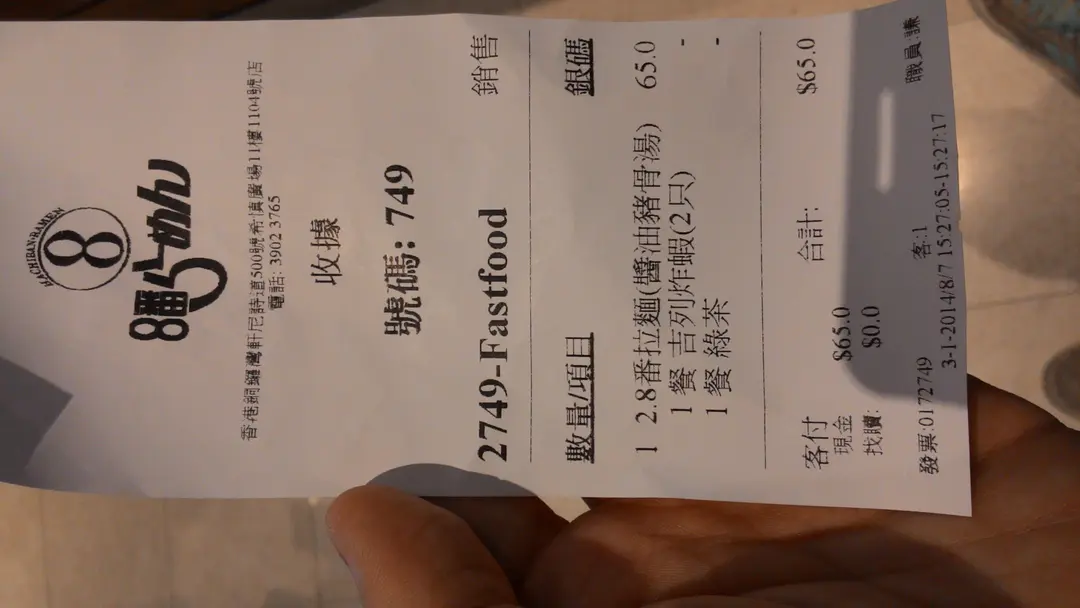 HACHIBAN·RAMEN
8
8番らーめん
香港銅鑼灣軒尼詩道500號希慎廣場11樓1104號店
電話: 3902 3765
收據
號碼: 749
2749-Fastfood 銷售
數量/項目 銀碼
1 2.8番拉麵(醬油豬骨湯) 65.0
1 餐 吉列炸蝦(2只) -
1 餐 綠茶 -
客付 合計: $65.0
現金 $65.0
找贖: $0.0
發票:0172749 客:1 職員:謙
3-1-2014/8/7 15:27:05-15:27:17